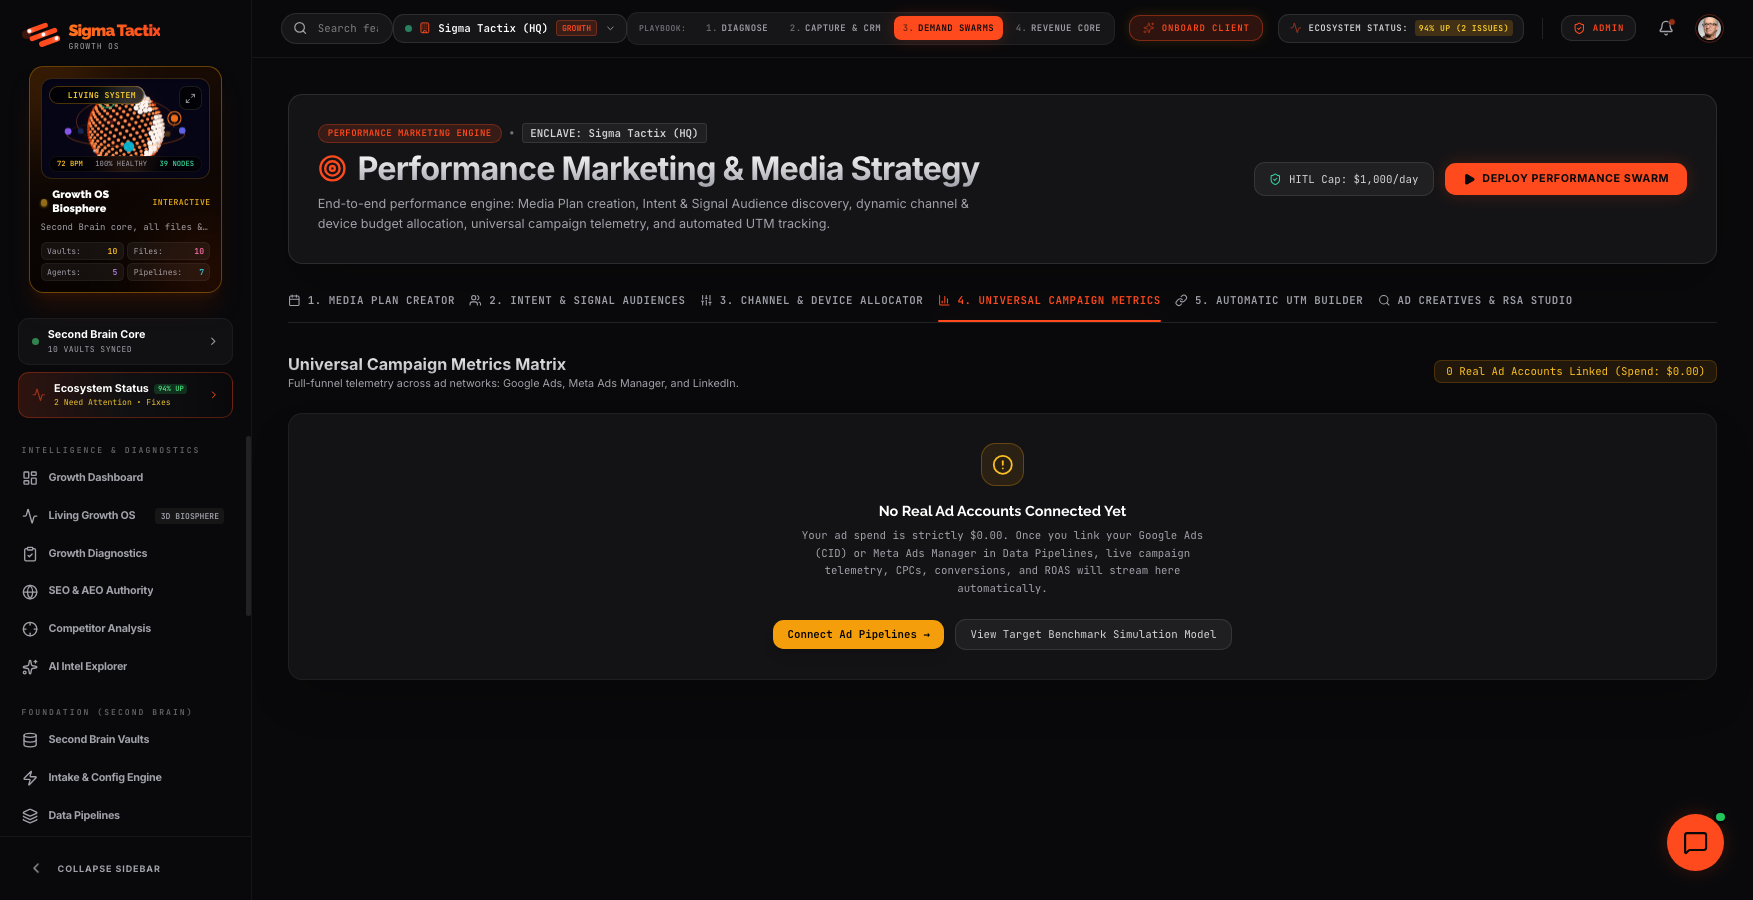 Sigma Tactix
GROWTH OS
LIVING SYSTEM
72 BPM 100% HEALTHY 39 NODES
Growth OS Biosphere
INTERACTIVE
Second Brain core, all files &…
Vaults: 10
Files: 10
Agents: 5
Pipelines: 7
Second Brain Core
10 VAULTS SYNCED
Ecosystem Status 94% UP
2 Need Attention • Fixes
INTELLIGENCE & DIAGNOSTICS
Growth Dashboard
Living Growth OS 3D BIOSPHERE
Growth Diagnostics
SEO & AEO Authority
Competitor Analysis
AI Intel Explorer
FOUNDATION (SECOND BRAIN)
Second Brain Vaults
Intake & Config Engine
Data Pipelines
COLLAPSE SIDEBAR
Search fe
Sigma Tactix (HQ) GROWTH
PLAYBOOK: 1. DIAGNOSE 2. CAPTURE & CRM 3. DEMAND SWARMS 4. REVENUE CORE
ONBOARD CLIENT
ECOSYSTEM STATUS: 94% UP (2 ISSUES)
ADMIN
PERFORMANCE MARKETING ENGINE • ENCLAVE: Sigma Tactix (HQ)
Performance Marketing & Media Strategy
End-to-end performance engine: Media Plan creation, Intent & Signal Audience discovery, dynamic channel &
device budget allocation, universal campaign telemetry, and automated UTM tracking.
HITL Cap: $1,000/day
DEPLOY PERFORMANCE SWARM
1. MEDIA PLAN CREATOR 2. INTENT & SIGNAL AUDIENCES 3. CHANNEL & DEVICE ALLOCATOR 4. UNIVERSAL CAMPAIGN METRICS 5. AUTOMATIC UTM BUILDER AD CREATIVES & RSA STUDIO
Universal Campaign Metrics Matrix
Full-funnel telemetry across ad networks: Google Ads, Meta Ads Manager, and LinkedIn.
0 Real Ad Accounts Linked (Spend: $0.00)
No Real Ad Accounts Connected Yet
Your ad spend is strictly $0.00. Once you link your Google Ads
(CID) or Meta Ads Manager in Data Pipelines, live campaign
telemetry, CPCs, conversions, and ROAS will stream here
automatically.
Connect Ad Pipelines →
View Target Benchmark Simulation Model